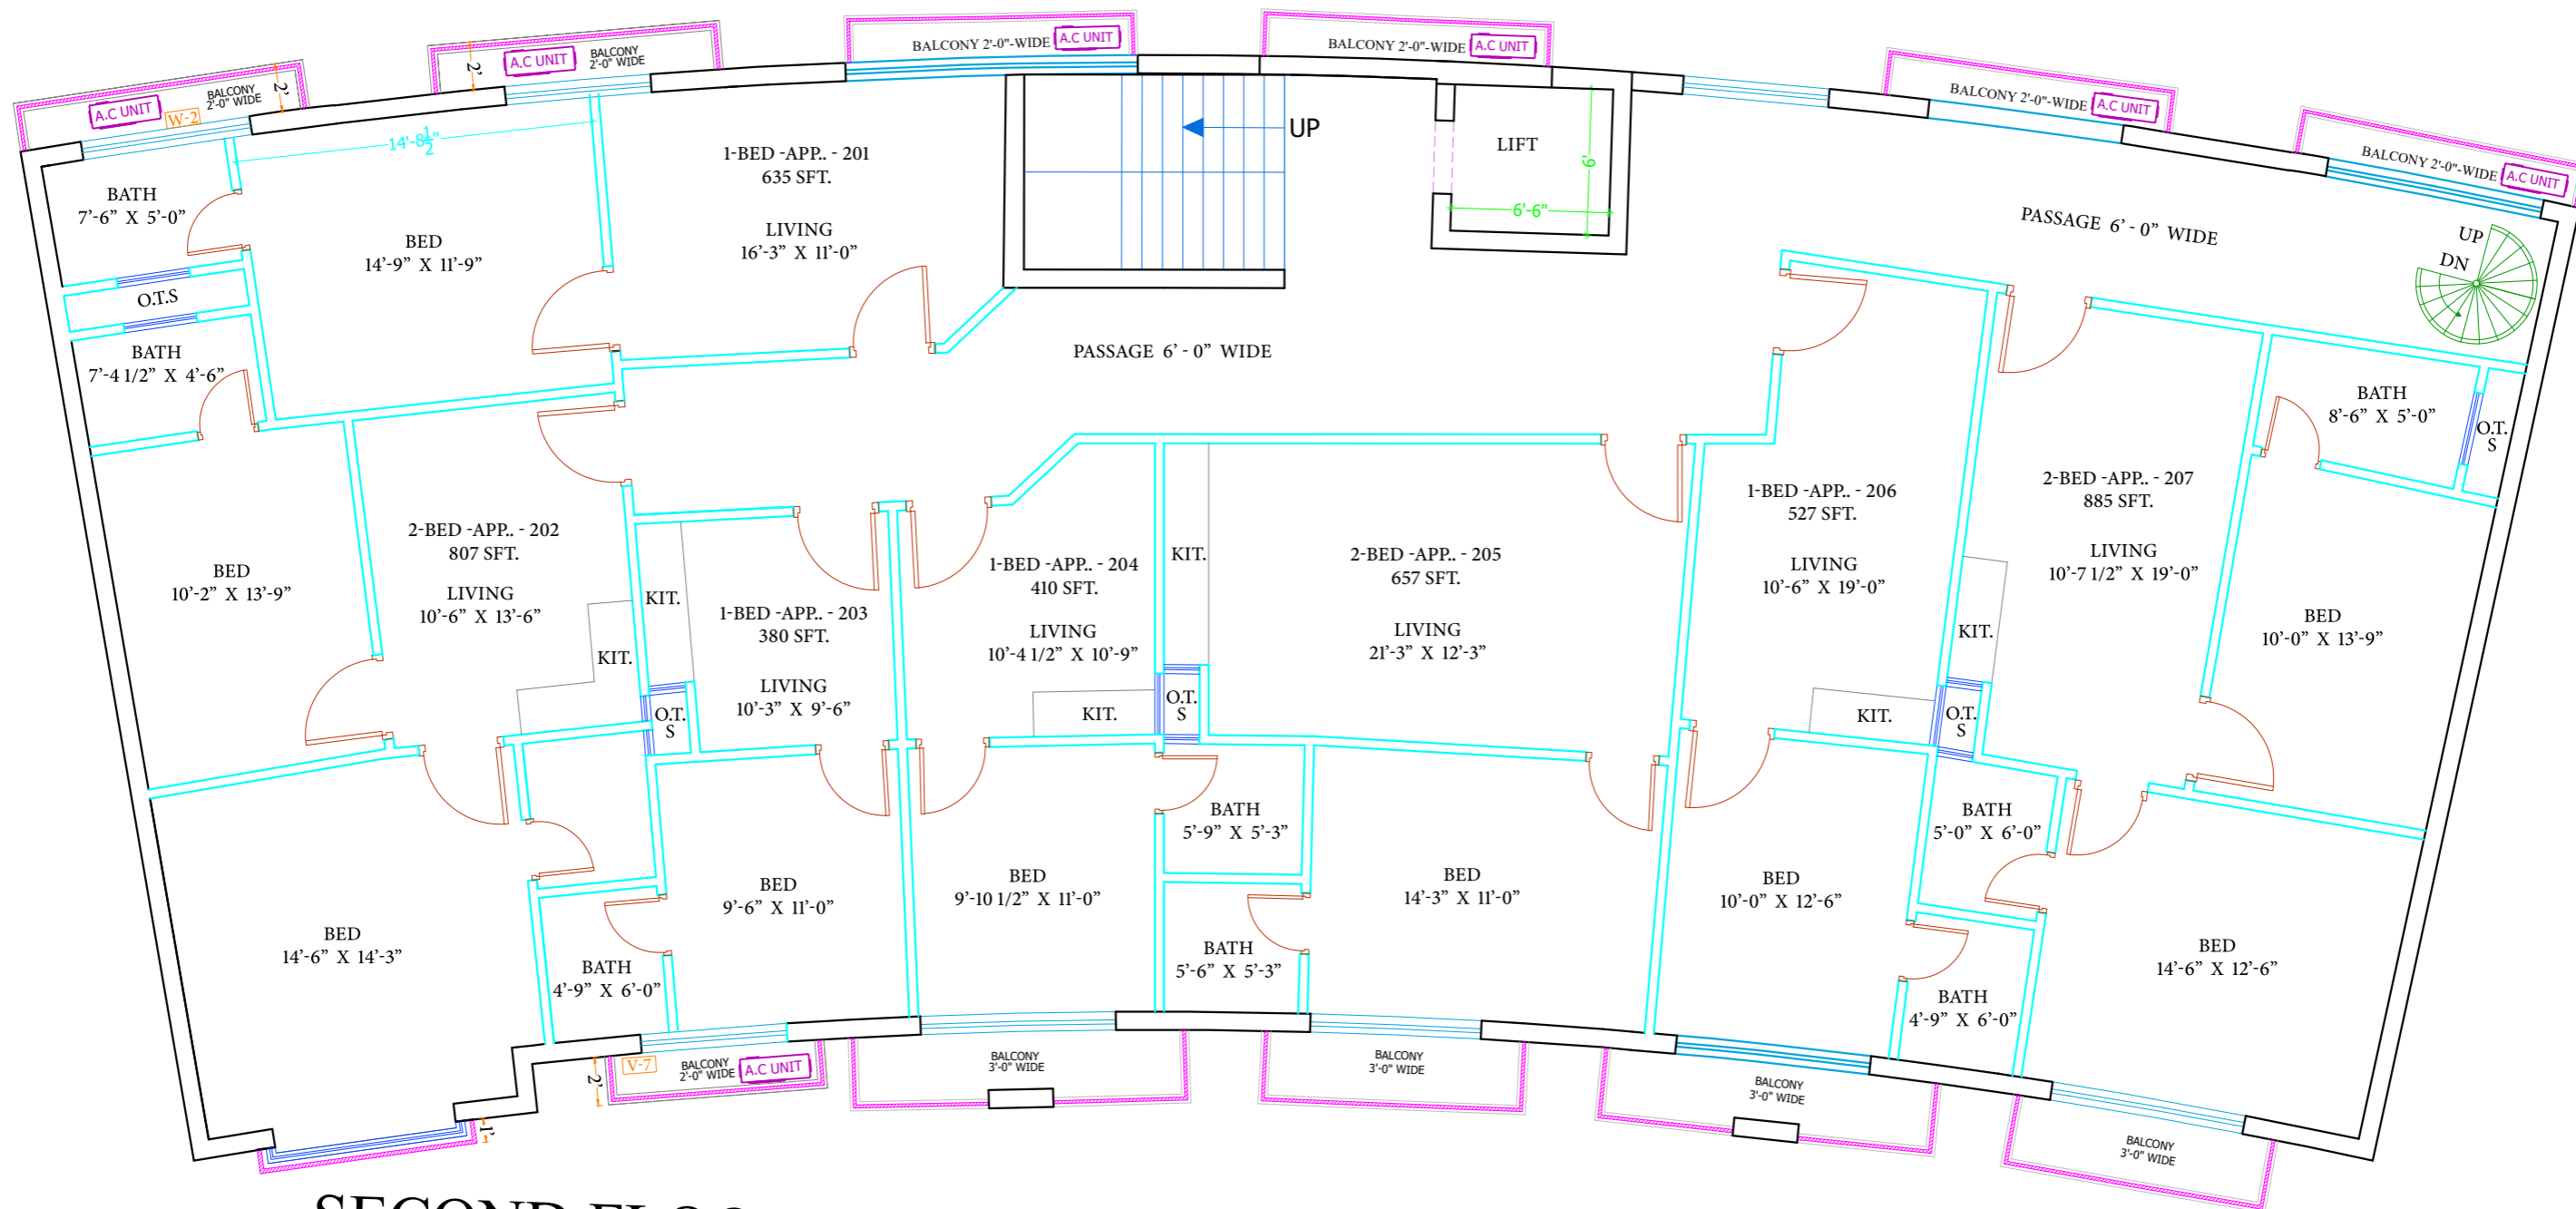 A.C UNIT
BALCONY
2'-0" WIDE
2'
W-2
A.C UNIT
BALCONY
2'-0" WIDE
2'
BALCONY 2'-0"-WIDE
A.C UNIT
BALCONY 2'-0"-WIDE
A.C UNIT
BALCONY 2'-0"-WIDE
A.C UNIT
BALCONY 2'-0"-WIDE
A.C UNIT
14'-8 1/2"
BATH
7'-6" X 5'-0"
BED
14'-9" X 11'-9"
1-BED -APP.. - 201
635 SFT.
LIVING
16'-3" X 11'-0"
UP
LIFT
6'
6'-6"
PASSAGE 6' - 0" WIDE
UP
DN
O.T.S
BATH
7'-4 1/2" X 4'-6"
PASSAGE 6' - 0" WIDE
BATH
8'-6" X 5'-0"
O.T.
S
BED
10'-2" X 13'-9"
2-BED -APP.. - 202
807 SFT.
LIVING
10'-6" X 13'-6"
KIT.
KIT.
1-BED -APP.. - 203
380 SFT.
LIVING
10'-3" X 9'-6"
O.T.
S
1-BED -APP.. - 204
410 SFT.
LIVING
10'-4 1/2" X 10'-9"
KIT.
KIT.
O.T.
S
2-BED -APP.. - 205
657 SFT.
LIVING
21'-3" X 12'-3"
1-BED -APP.. - 206
527 SFT.
LIVING
10'-6" X 19'-0"
KIT.
KIT.
O.T.
S
2-BED -APP.. - 207
885 SFT.
LIVING
10'-7 1/2" X 19'-0"
BED
10'-0" X 13'-9"
BED
14'-6" X 14'-3"
BATH
4'-9" X 6'-0"
BED
9'-6" X 11'-0"
BED
9'-10 1/2" X 11'-0"
BATH
5'-9" X 5'-3"
BATH
5'-6" X 5'-3"
BED
14'-3" X 11'-0"
BED
10'-0" X 12'-6"
BATH
5'-0" X 6'-0"
BATH
4'-9" X 6'-0"
BED
14'-6" X 12'-6"
1'
2'
V-7
BALCONY
2'-0" WIDE
A.C UNIT
BALCONY
3'-0" WIDE
BALCONY
3'-0" WIDE
BALCONY
3'-0" WIDE
BALCONY
3'-0" WIDE
SECOND FLOO